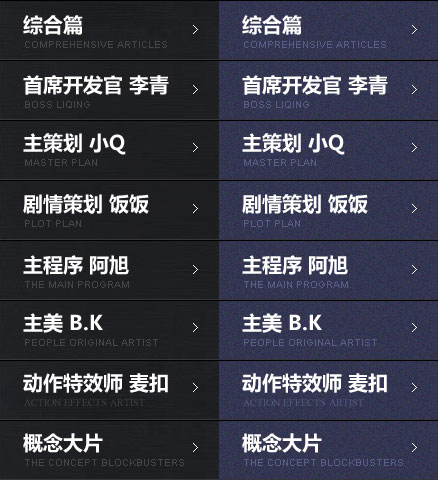 综合篇 综合篇
COMPREHENSIVE ARTICLES COMPREHENSIVE ARTICLES
首席开发官 李青 首席开发官 李青
BOSS LIQING BOSS LIQING
主策划 小Q 主策划 小Q
MASTER PLAN MASTER PLAN
剧情策划 饭饭 剧情策划 饭饭
PLOT PLAN PLOT PLAN
主程序 阿旭 主程序 阿旭
THE MAIN PROGRAM THE MAIN PROGRAM
主美 B.K 主美 B.K
PEOPLE ORIGINAL ARTIST PEOPLE ORIGINAL ARTIST
动作特效师 麦扣 动作特效师 麦扣
ACTION EFFECTS ARTIST ACTION EFFECTS ARTIST
概念大片 概念大片
THE CONCEPT BLOCKBUSTERS THE CONCEPT BLOCKBUSTERS